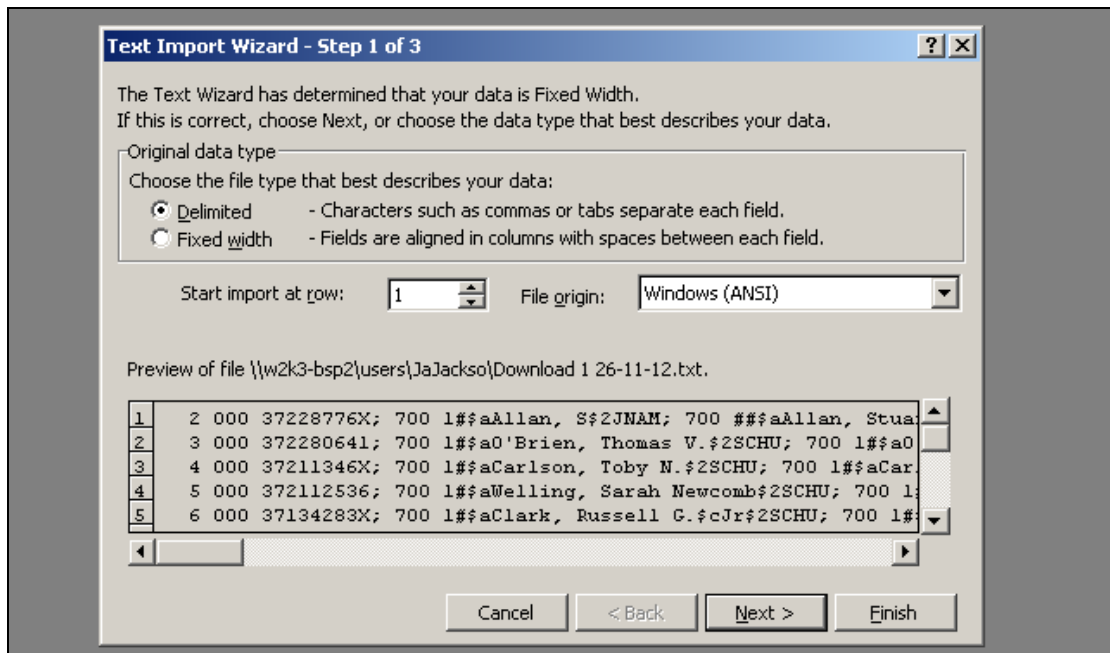 Text Import Wizard - Step 1 of 3
The Text Wizard has determined that your data is Fixed Width.
If this is correct, choose Next, or choose the data type that best describes your data.
Original data type
Choose the file type that best describes your data:
Delimited - Characters such as commas or tabs separate each field.
Fixed width - Fields are aligned in columns with spaces between each field.
Start import at row: 1 File origin: Windows (ANSI)
Preview of file \\w2k3-bsp2\users\JaJackso\Download 1 26-11-12.txt.
1 2 000 37228776X; 700 1#$aAllan, S$2JNAM; 700 ##$aAllan, Stua
2 3 000 372280641; 700 1#$aO'Brien, Thomas V.$2SCHU; 700 1#$aO
3 4 000 37211346X; 700 1#$aCarlson, Toby N.$2SCHU; 700 1#$aCar
4 5 000 372112536; 700 1#$aWelling, Sarah Newcomb$2SCHU; 700 1
5 6 000 37134283X; 700 1#$aClark, Russell G.$cJr$2SCHU; 700 1#
Cancel < Back Next > Finish